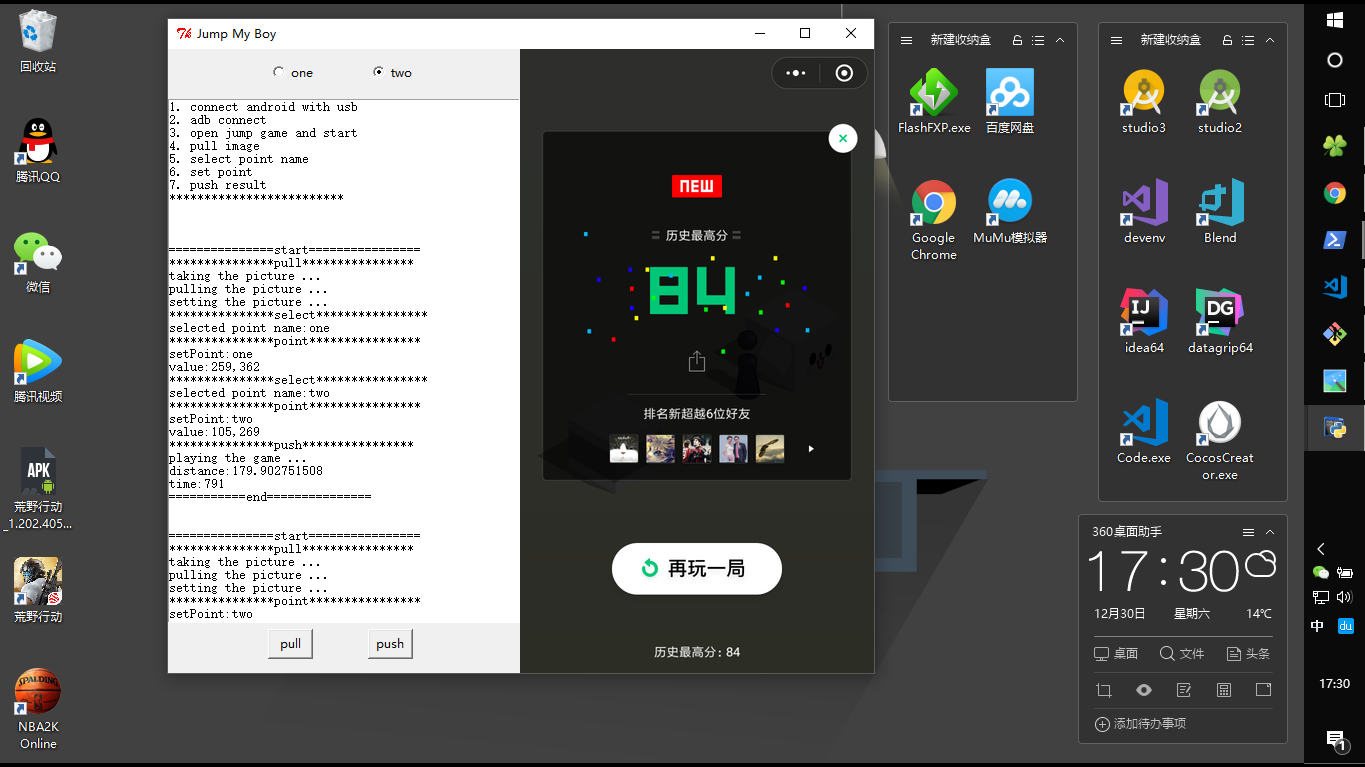 回收站
腾讯QQ
微信
腾讯视频
APK
荒野行动
_1.202.405...
荒野行动
SPALDING
NBA2K
Online
Jump My Boy
one
two
1. connect android with usb
2. adb connect
3. open jump game and start
4. pull image
5. select point name
6. set point
7. push result
*************************
================start================
***************pull****************
taking the picture ...
pulling the picture ...
setting the picture ...
***************select****************
selected point name:one
***************point****************
setPoint:one
value:259,362
***************select****************
selected point name:two
***************point****************
setPoint:two
value:105,269
***************push****************
playing the game ...
distance:179.902751508
time:791
===========end===============
================start================
***************pull****************
taking the picture ...
pulling the picture ...
setting the picture ...
***************point****************
setPoint:two
pull
push
NEW
历史最高分
84
排名新超越6位好友
再玩一局
历史最高分: 84
新建收纳盒
FlashFXP.exe
百度网盘
Google
Chrome
MuMu模拟器
新建收纳盒
studio3
studio2
devenv
Blend
IJ
idea64
DG
datagrip64
Code.exe
CocosCreat
or.exe
360桌面助手
17:30
12月30日
星期六
14℃
桌面
文件
头条
添加待办事项
中
du
17:30
1